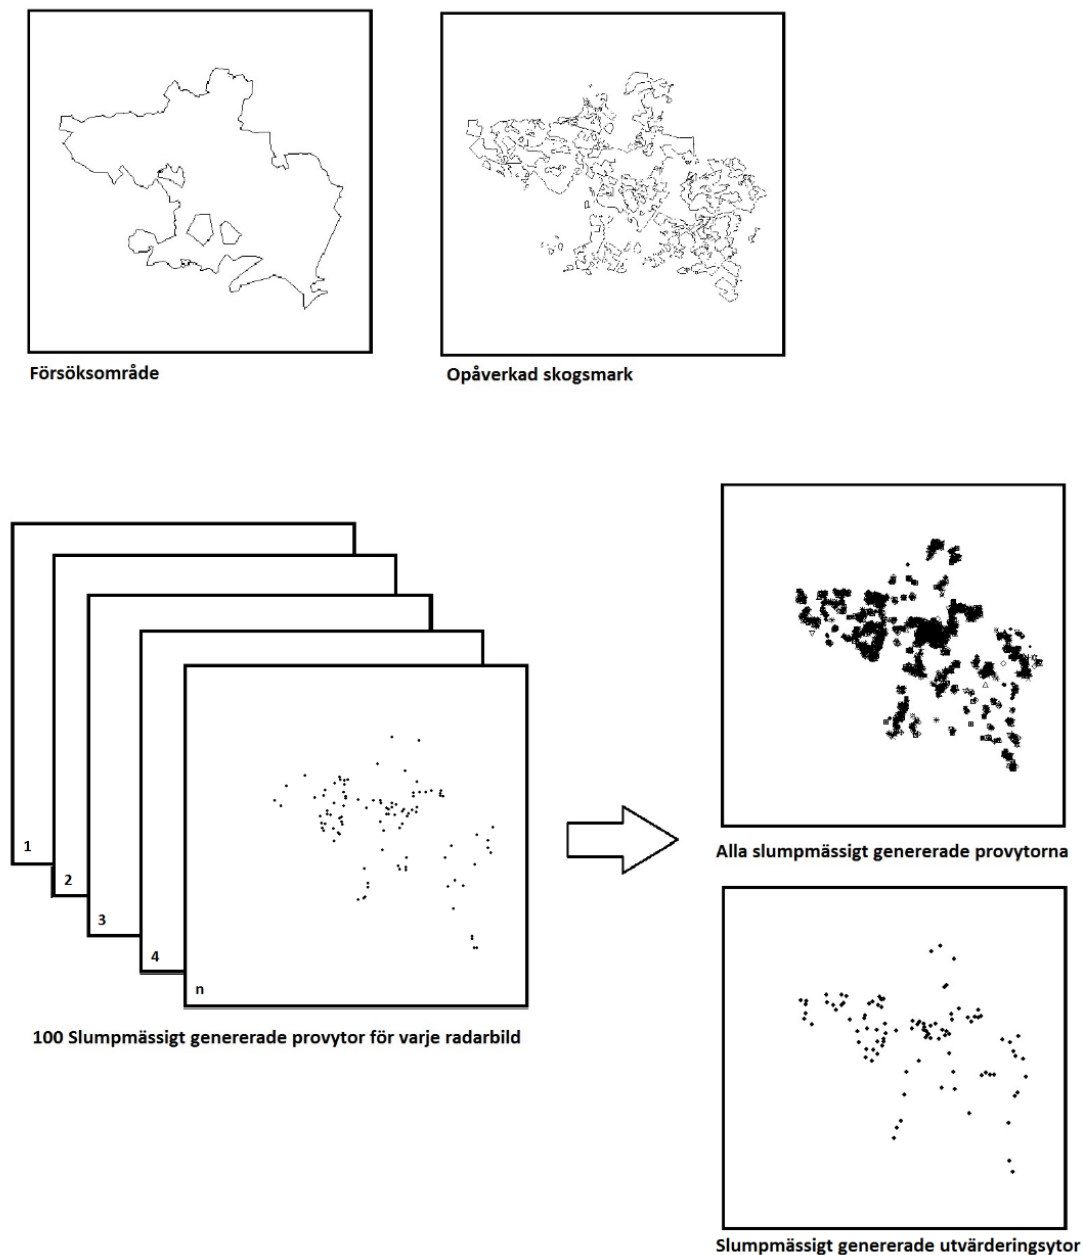 Försöksområde
Opåverkad skogsmark
1
2
3
4
n
100 Slumpmässigt genererade provytor för varje radarbild
Alla slumpmässigt genererade provytorna
Slumpmässigt genererade utvärderingsytor